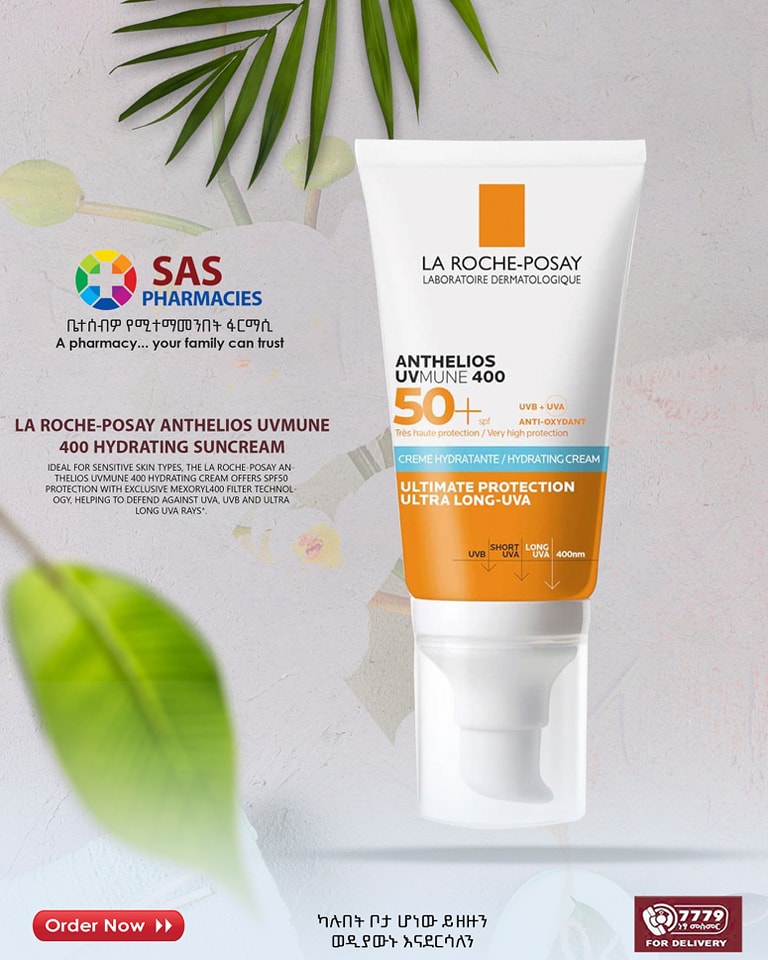 SAS
PHARMACIES
ቤተሰብዎ የሚተማመንበት ፋርማሲ
A pharmacy... your family can trust
LA ROCHE-POSAY ANTHELIOS UVMUNE
400 HYDRATING SUNCREAM
IDEAL FOR SENSITIVE SKIN TYPES, THE LA ROCHE-POSAY AN-
THELIOS UVMUNE 400 HYDRATING CREAM OFFERS SPF50
PROTECTION WITH EXCLUSIVE MEXORYL400 FILTER TECHNOL-
OGY, HELPING TO DEFEND AGAINST UVA, UVB AND ULTRA
LONG UVA RAYS*.
LA ROCHE-POSAY
LABORATOIRE DERMATOLOGIQUE
ANTHELIOS
UVMUNE 400
50+ spf
UVB + UVA
ANTI-OXYDANT
Très haute protection / Very high protection
CREME HYDRATANTE / HYDRATING CREAM
ULTIMATE PROTECTION
ULTRA LONG-UVA
UVB SHORT UVA LONG UVA 400nm
Order Now
ካሉበት ቦታ ሆነው ይዘዙን
ወዲያውኑ እናደርሳለን
7779
ነፃ መስመር
FOR DELIVERY